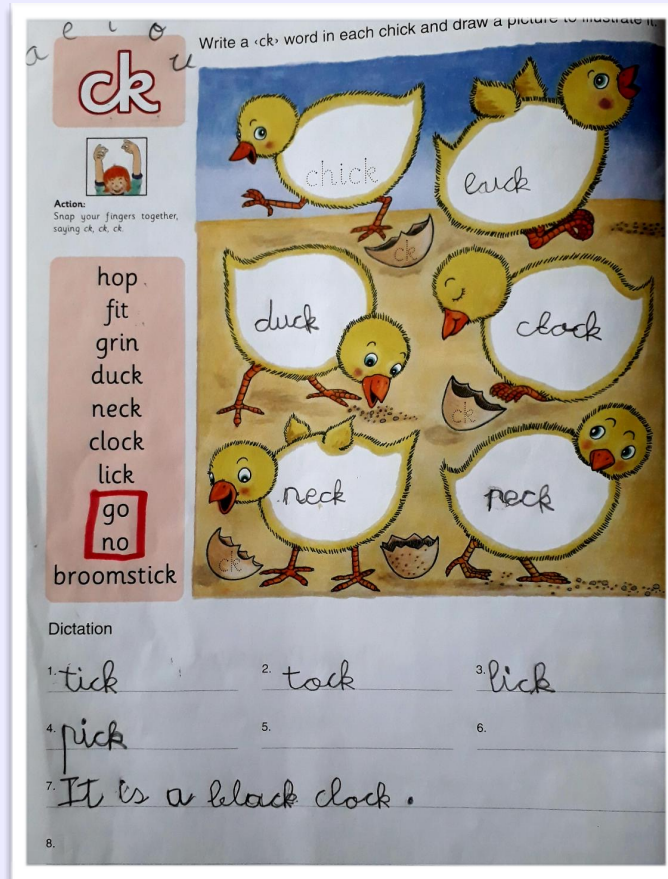 a e i o u
Write a ‹ck› word in each chick and draw a picture to illustrate it.
ck
Action:
Snap your fingers together,
saying ck, ck, ck.
chick
luck
ck
duck
clock
ck
neck
peck
ck
hop
fit
grin
duck
neck
clock
lick
go
no
broomstick
Dictation
1. tick
2. tock
3. lick
4. pick
5.
6.
7. It is a black clock.
8.